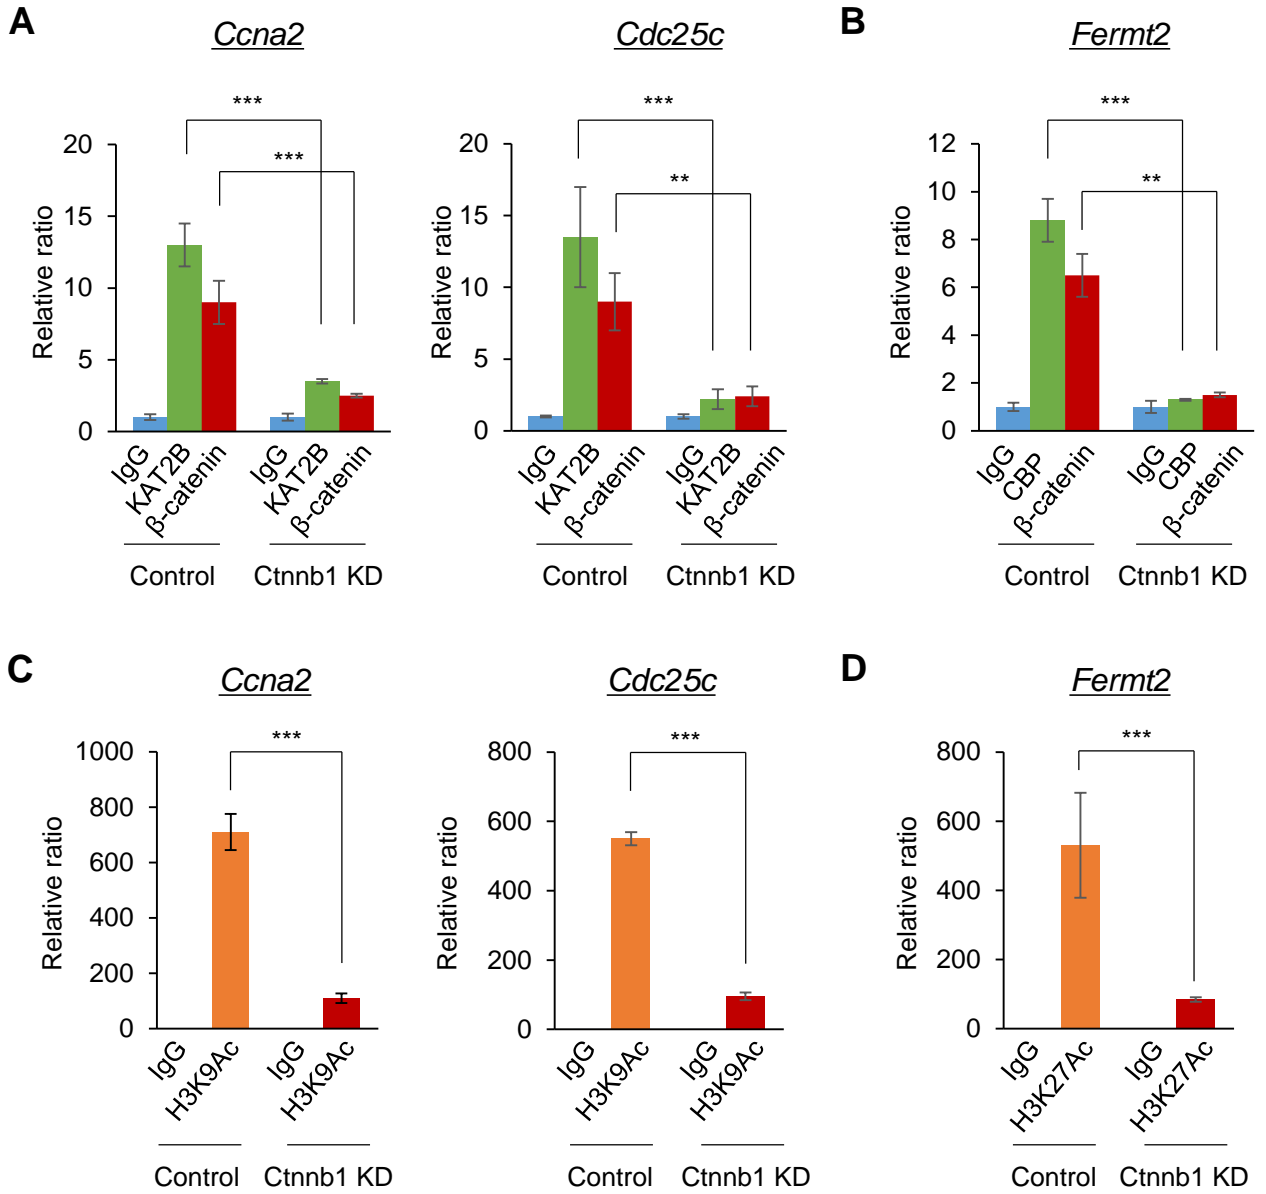 A
Ccna2
Cdc25c
B
Fermt2
***
***
20
15
10
5
0
Relative ratio
IgG
KAT2B
β-catenin
IgG
KAT2B
β-catenin
Control
Ctnnb1 KD
***
**
20
15
10
5
0
Relative ratio
IgG
KAT2B
β-catenin
IgG
KAT2B
β-catenin
Control
Ctnnb1 KD
***
**
12
10
8
6
4
2
0
Relative ratio
IgG
CBP
β-catenin
IgG
CBP
β-catenin
Control
Ctnnb1 KD
C
Ccna2
Cdc25c
D
Fermt2
***
1000
800
600
400
200
0
Relative ratio
IgG
H3K9Ac
IgG
H3K9Ac
Control
Ctnnb1 KD
***
800
600
400
200
0
Relative ratio
IgG
H3K9Ac
IgG
H3K9Ac
Control
Ctnnb1 KD
***
800
600
400
200
0
Relative ratio
IgG
H3K27Ac
IgG
H3K27Ac
Control
Ctnnb1 KD